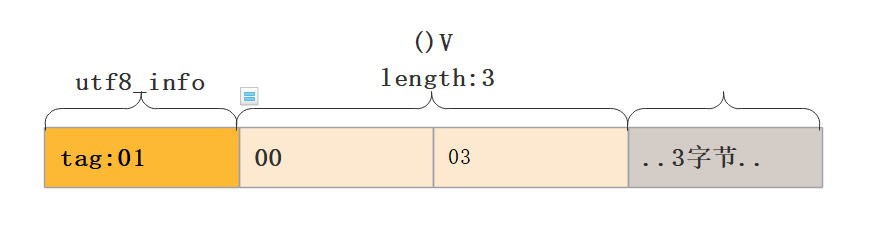 ()V
utf8_info
length:3
tag:01
00
03
..3字节..